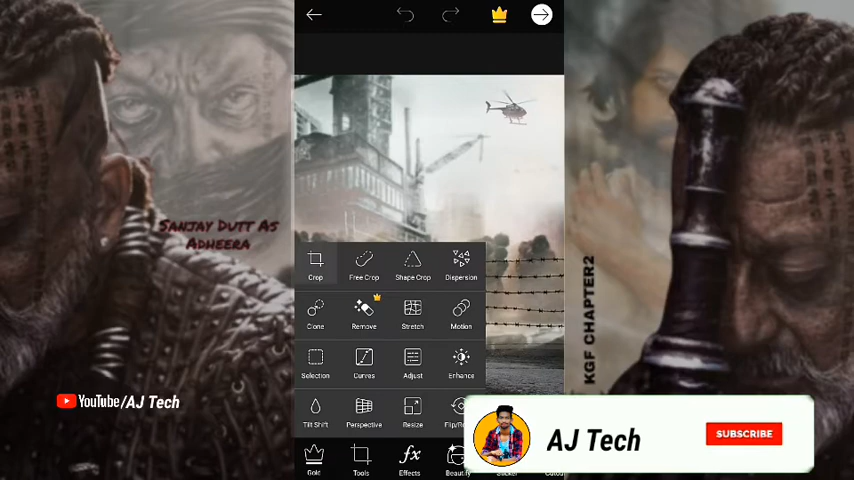 SANJAY DUTT AS
ADHEERA
YouTube/AJ Tech
Crop
Free Crop
Shape Crop
Dispersion
Clone
Remove
Stretch
Motion
Selection
Curves
Adjust
Enhance
Tilt Shift
Perspective
Resize
Gold
Tools
fx
Effects
KGF CHAPTER2
AJ Tech
SUBSCRIBE